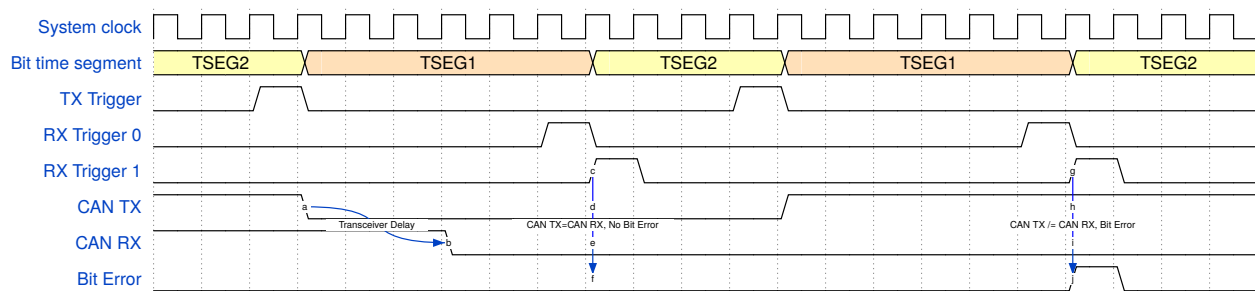 System clock
Bit time segment TSEG2 TSEG1 TSEG2 TSEG1 TSEG2
TX Trigger
RX Trigger 0
RX Trigger 1 c g
CAN TX a d h
Transceiver Delay CAN TX=CAN RX, No Bit Error CAN TX /= CAN RX, Bit Error
CAN RX b e i
Bit Error f j